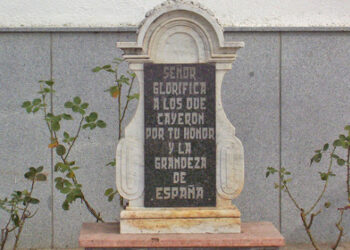 SEÑOR
GLORIFICA
A LOS QUE
CAYERON
POR TU HONOR
Y LA
GRANDEZA
DE
ESPAÑA